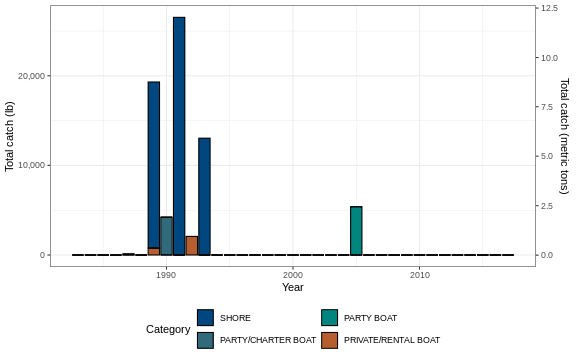 12.5
10.0
20,000
7.5
Total catch (lb)
Total catch (metric tons)
5.0
10,000
2.5
0
0.0
1990
2000
2010
Year
Category
SHORE
PARTY BOAT
PARTY/CHARTER BOAT
PRIVATE/RENTAL BOAT